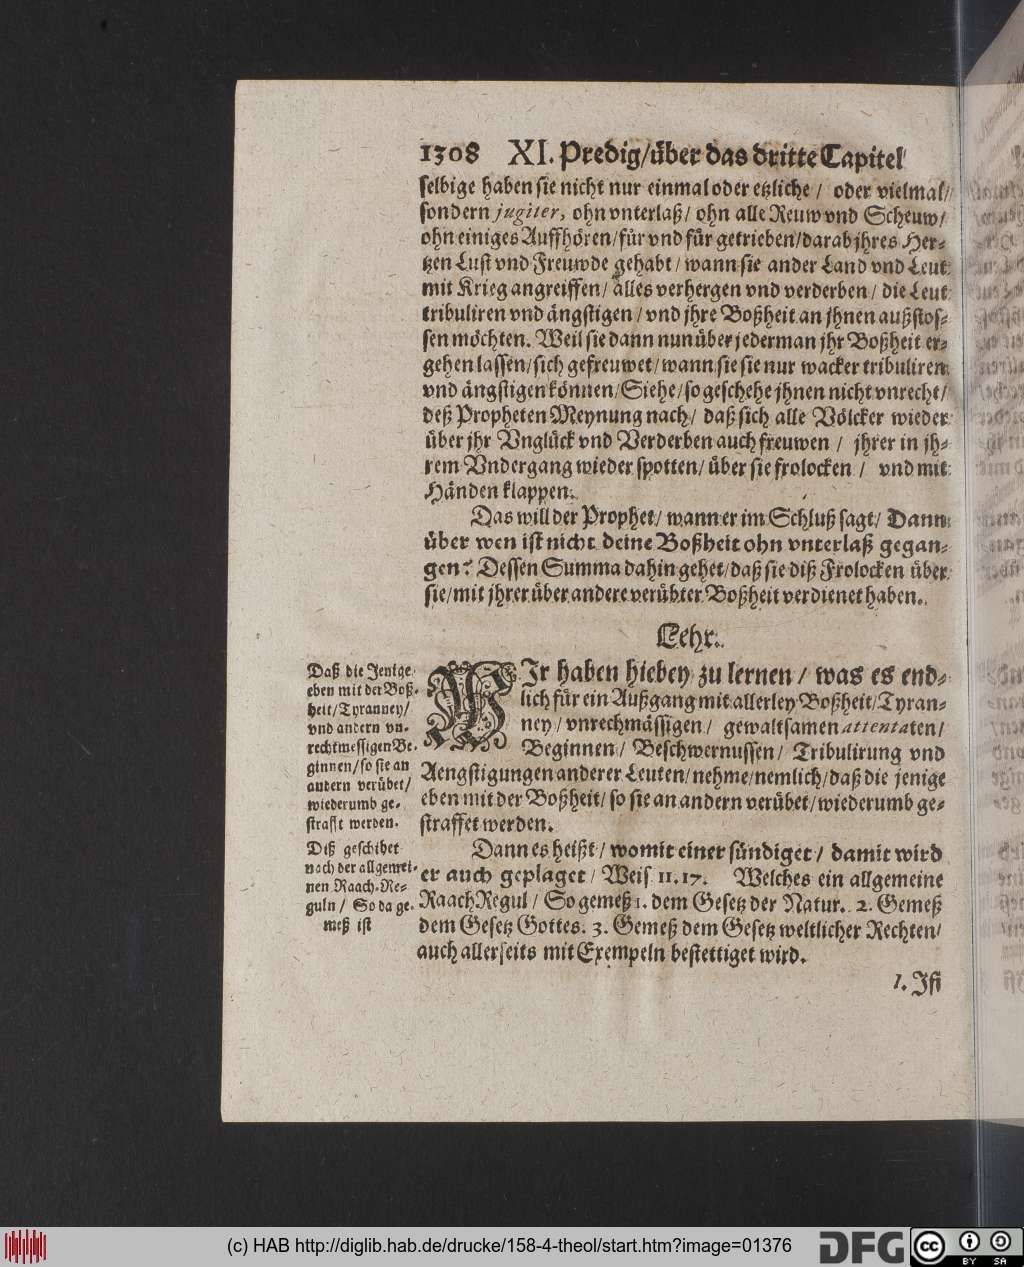 1308 XI. Predig/über das dritte Capitel
selbige haben sie nicht nur einmal oder etzliche / oder vielmal/
sondern jugiter, ohn vnterlaß/ ohn alle Reuw vnd Scheuw/
ohn einiges Auffhören/für vnd für getrieben/darab jhres Her-
tzen Lust vnd Freuwde gehabt / wann sie ander Land vnd Leut
mit Krieg angreiffen/ alles verhergen vnd verderben / die Leut
tribuliren vnd ängstigen / vnd jhre Boßheit an jhnen außstos-
sen möchten. Weil sie dann nun über jederman jhr Boßheit er-
gehen lassen/sich gefreuwet/wann sie sie nur wacker tribuliren
vnd ängstigen können/Siehe/so geschehe jhnen nicht vnrecht/
deß Propheten Meynung nach/ daß sich alle Völcker wieder
über jhr Vnglück vnd Verderben auch freuwen / jhrer in jh-
rem Vndergang wieder spotten/über sie frolocken / vnd mit
Händen klappen.
Das will der Prophet/ wann er im Schluß sagt/ Dann
über wen ist nicht deine Boßheit ohn vnterlaß gegan-
gen? Dessen Summa dahin gehet/daß sie diß Frolocken über
sie/mit jhrer über andere verübter Boßheit verdienet haben.
Lehr.
Daß die Jenige
eben mit der Boß-
heit/Tyranney/
vnd andern vn-
rechtmessigen Be-
ginnen/so sie an
andern verübet/
wiederumb ge-
strafft werden.
WIr haben hiebey zu lernen / was es end-
lich für ein Außgang mit allerley Boßheit/Tyran-
ney / vnrechmässigen / gewaltsamen attentaten/
Beginnen / Beschwernussen / Tribulirung vnd
Aengstigungen anderer Leuten/nehme/nemlich/daß die jenige
eben mit der Boßheit/ so sie an andern verübet/wiederumb ge-
straffet werden.
Diß geschihet
nach der allgemei-
nen Raach-Re-
guln / So da ge-
meß ist
Dann es heißt / womit einer sündiget / damit wird
er auch geplaget / Weis. 11.17. Welches ein allgemeine
Raach Regul / So gemeß 1. dem Gesetz der Natur. 2. Gemeß
dem Gesetz Gottes. 3. Gemeß dem Gesetz weltlicher Rechten/
auch allerseits mit Exempeln bestettiget wird.
1. Ist
(c) HAB http://diglib.hab.de/drucke/158-4-theol/start.htm?image=01376
DFG
cc BY SA